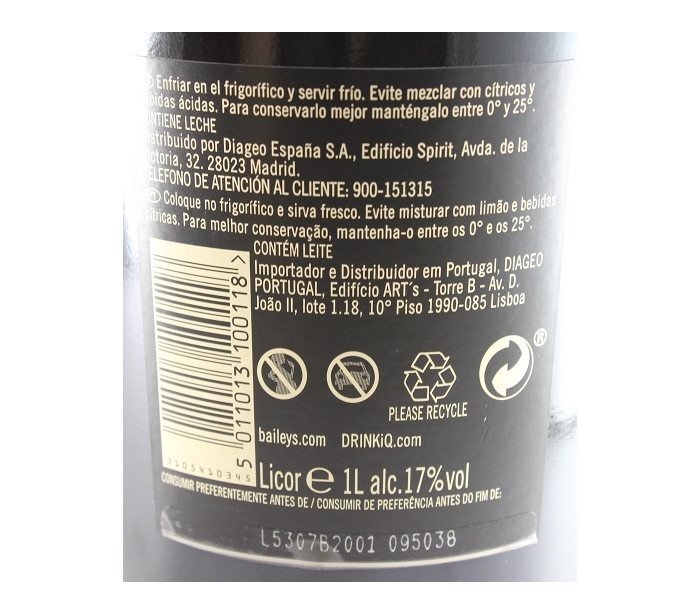 Enfriar en el frigorífico y servir frío. Evite mezclar con cítricos y
bidas ácidas. Para conservarlo mejor manténgalo entre 0° y 25°.
NTIENE LECHE
stribuido por Diageo España S.A., Edificio Spirit, Avda. de la
ctoria, 32. 28023 Madrid.
TELEFONO DE ATENCIÓN AL CLIENTE: 900-151315
Coloque no frigorífico e sirva fresco. Evite misturar com limão e bebidas
cítricas. Para melhor conservação, mantenha-o entre os 0° e os 25°.
CONTÉM LEITE
Importador e Distribuidor em Portugal, DIAGEO
PORTUGAL, Edifício ART´s - Torre B - Av. D.
João II, lote 1.18, 10° Piso 1990-085 Lisboa
5 011013 100118 >
®
PLEASE RECYCLE
baileys.com DRINKiQ.com
Licor ℮ 1L alc.17%vol
CONSUMIR PREFERENTEMENTE ANTES DE / CONSUMIR DE PREFERÊNCIA ANTES DO FIM DE:
L5307B2001 095038